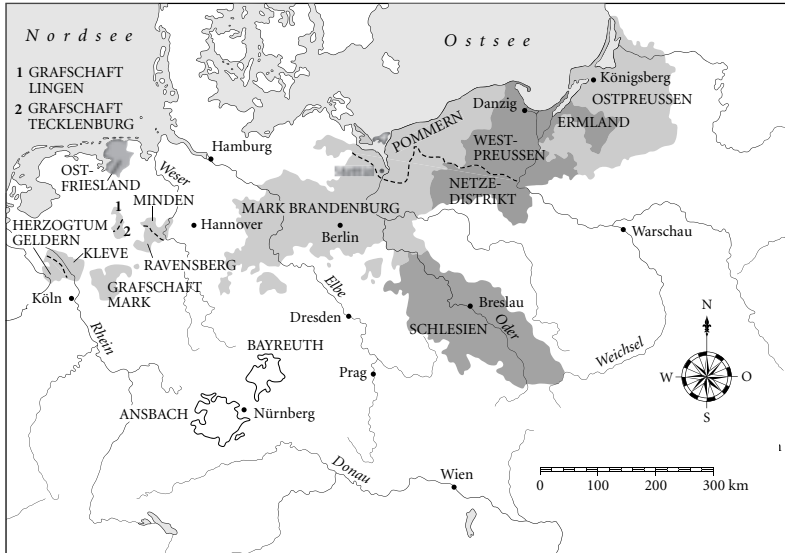 Nordsee
Ostsee
1 GRAFSCHAFT
LINGEN
2 GRAFSCHAFT
TECKLENBURG
Königsberg
OSTPREUSSEN
Danzig
ERMLAND
POMMERN
WEST-
PREUSSEN
NETZE-
DISTRIKT
Hamburg
Weser
OST-
FRIESLAND
MINDEN
1
2
Hannover
MARK BRANDENBURG
Berlin
Warschau
HERZOGTUM
GELDERN
KLEVE
RAVENSBERG
GRAFSCHAFT
MARK
Köln
Rhein
Elbe
Dresden
Breslau
SCHLESIEN
Oder
Weichsel
BAYREUTH
Prag
ANSBACH
Nürnberg
Donau
Wien
N
W
O
S
0 100 200 300 km